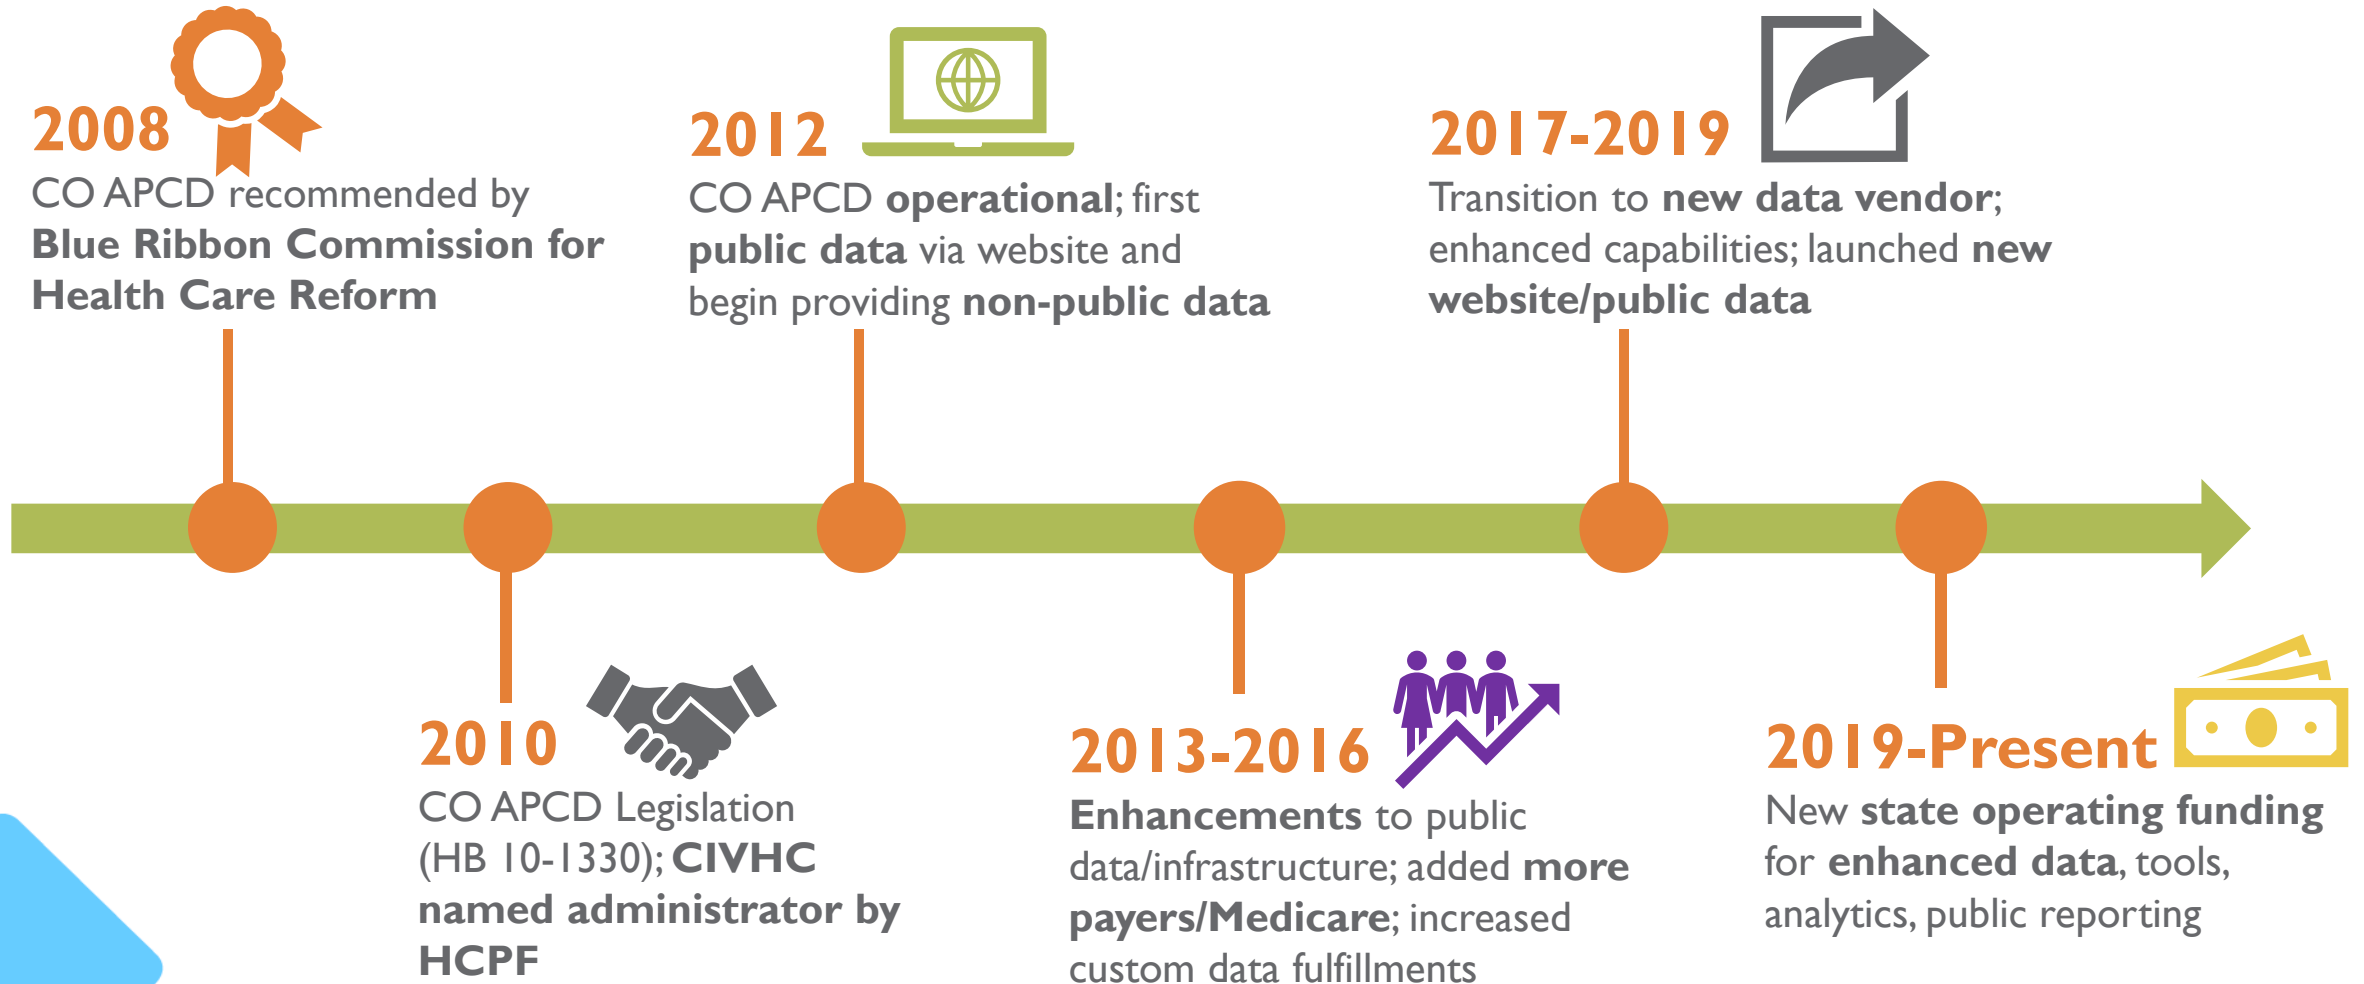 2008
CO APCD recommended by
Blue Ribbon Commission for
Health Care Reform
2010
CO APCD Legislation
(HB 10-1330); CIVHC
named administrator by
HCPF
2012
CO APCD operational; first
public data via website and
begin providing non-public data
2013-2016
Enhancements to public
data/infrastructure; added more
payers/Medicare; increased
custom data fulfillments
2017-2019
Transition to new data vendor;
enhanced capabilities; launched new
website/public data
2019-Present
New state operating funding
for enhanced data, tools,
analytics, public reporting